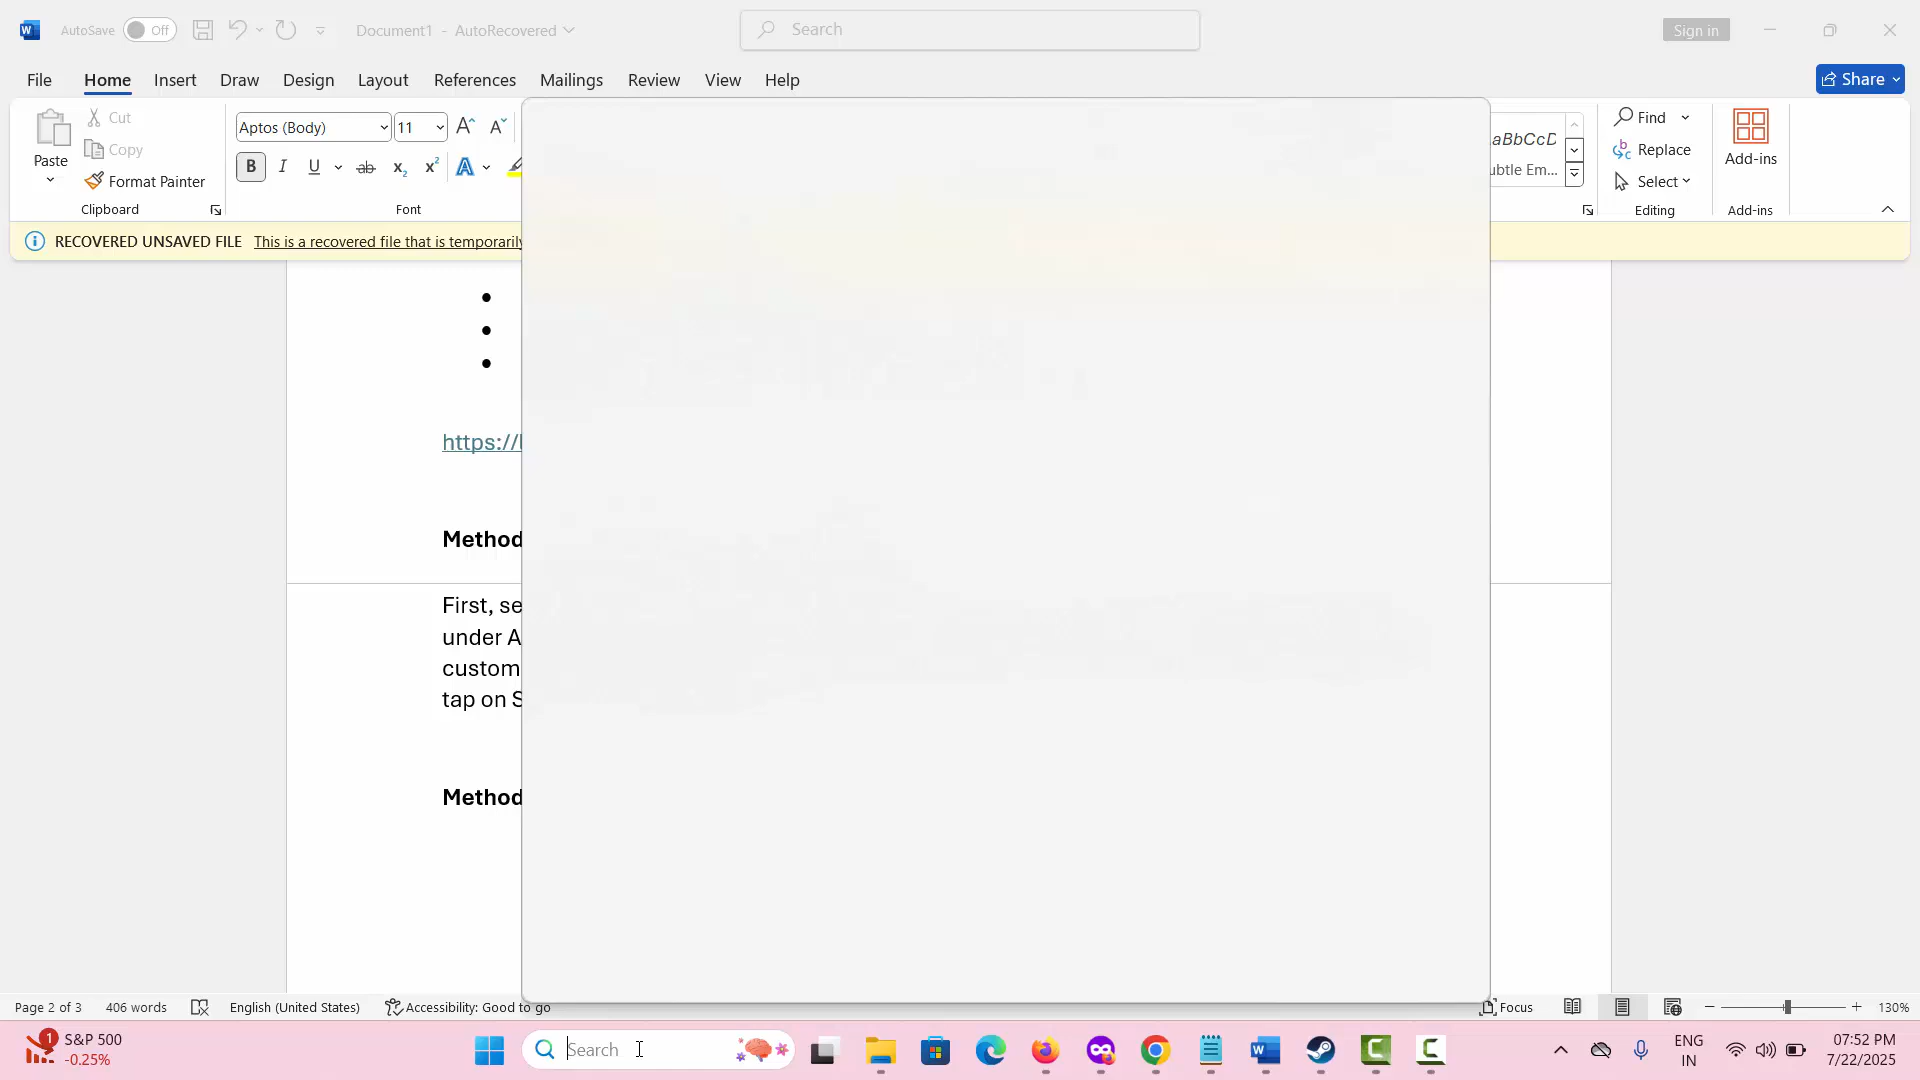 AutoSave Off Document1 - AutoRecovered Search Sign in
File Home Insert Draw Design Layout References Mailings Review View Help Share
Paste Cut Copy Format Painter
Clipboard
Aptos (Body) 11
B I U ab x₂ x² A
Font
aBbCcD
ubtle Em...
Find
Replace
Select
Editing
Add-ins
Add-ins
RECOVERED UNSAVED FILE This is a recovered file that is temporarily
https://
Method
First, se
under A
custom
tap on S
Method
Page 2 of 3 406 words English (United States) Accessibility: Good to go Focus 130%
1 S&P 500
-0.25%
Search
ENG
IN
07:52 PM
7/22/2025